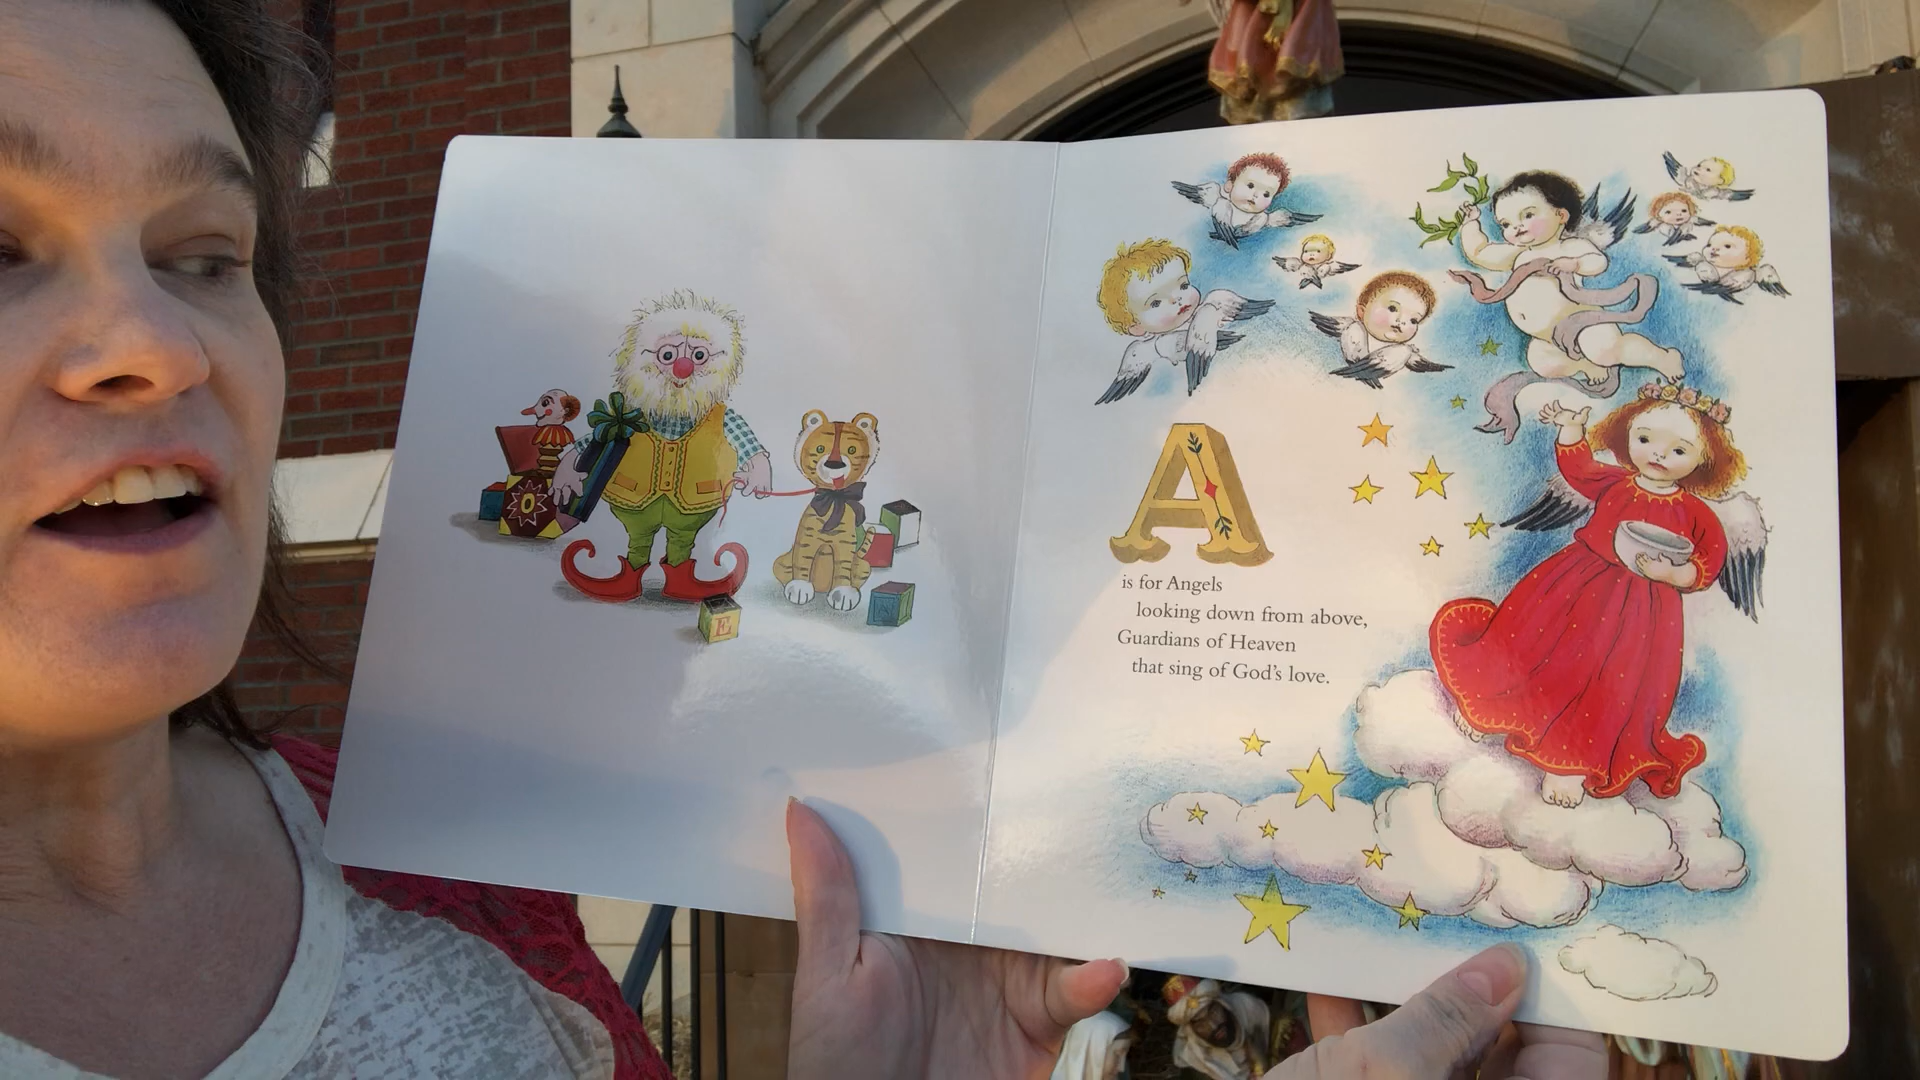 E
A
is for Angels
looking down from above,
Guardians of Heaven
that sing of God's love.